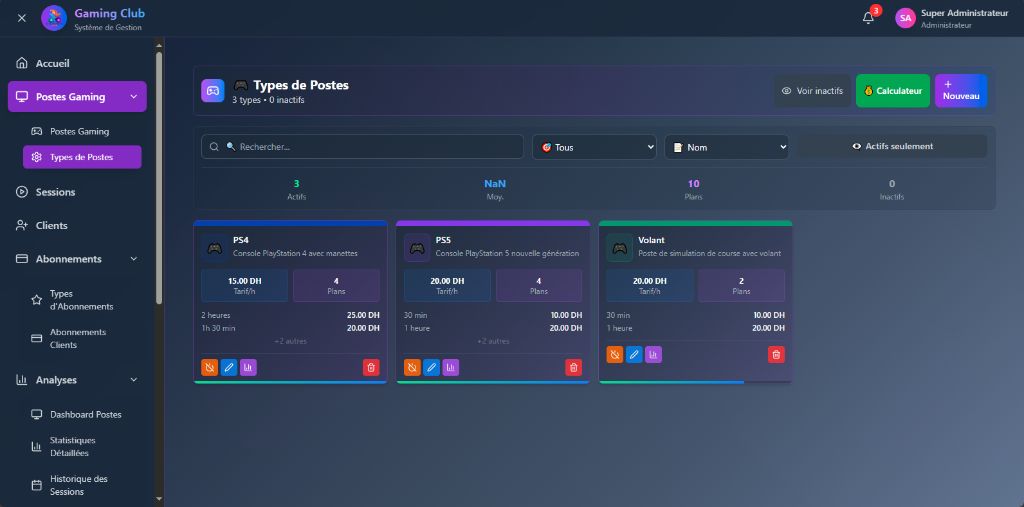 Gaming Club
Système de Gestion
3
SA
Super Administrateur
Administrateur
Accueil
Postes Gaming
Postes Gaming
Types de Postes
Sessions
Clients
Abonnements
Types
d'Abonnements
Abonnements
Clients
Analyses
Dashboard Postes
Statistiques
Détaillées
Historique des
Sessions
Types de Postes
3 types • 0 inactifs
Voir inactifs
Calculateur
+
Nouveau
Rechercher...
Tous
Nom
Actifs seulement
3
Actifs
NaN
Moy.
10
Plans
0
Inactifs
PS4
Console PlayStation 4 avec manettes
15.00 DH
Tarif/h
4
Plans
2 heures 25.00 DH
1h 30 min 20.00 DH
+2 autres
PS5
Console PlayStation 5 nouvelle génération
20.00 DH
Tarif/h
4
Plans
30 min 10.00 DH
1 heure 20.00 DH
+2 autres
Volant
Poste de simulation de course avec volant
20.00 DH
Tarif/h
2
Plans
30 min 10.00 DH
1 heure 20.00 DH